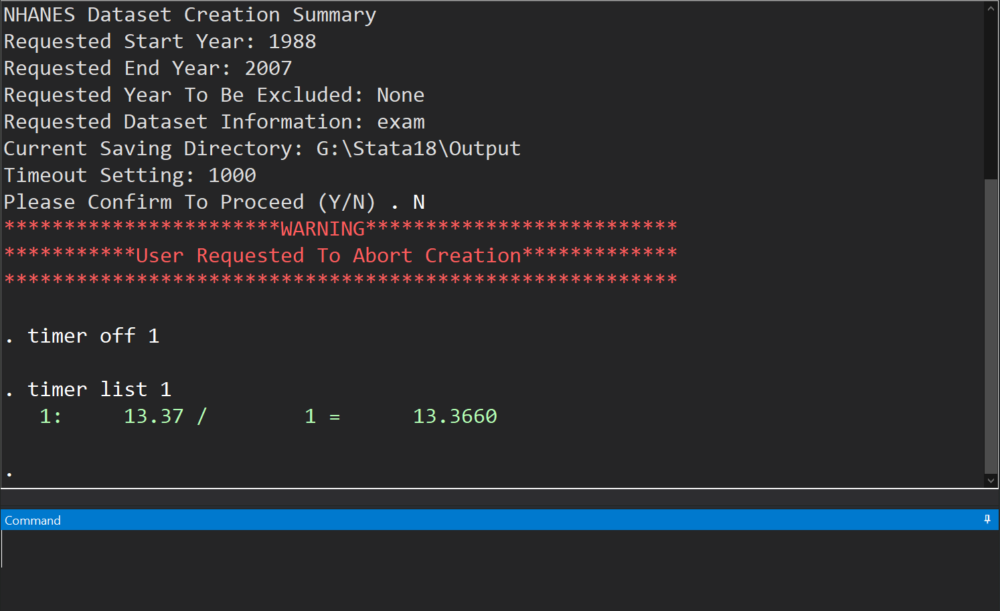 NHANES Dataset Creation Summary
Requested Start Year: 1988
Requested End Year: 2007
Requested Year To Be Excluded: None
Requested Dataset Information: exam
Current Saving Directory: G:\Stata18\Output
Timeout Setting: 1000
Please Confirm To Proceed (Y/N) . N
***********************WARNING**************************
***********User Requested To Abort Creation*************
********************************************************
. timer off 1
. timer list 1
   1:     13.37 /        1 =      13.3660
.
Command